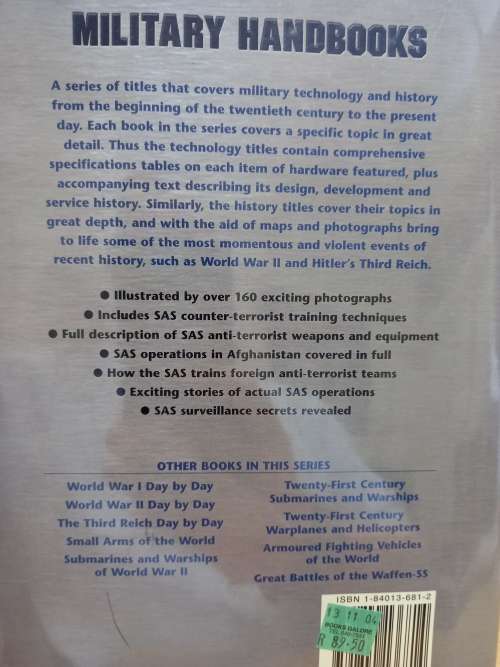 MILITARY HANDBOOKS
A series of titles that covers military technology and history
from the beginning of the twentieth century to the present
day. Each book in the series covers a specific topic in great
detail. Thus the technology titles contain comprehensive
specifications tables on each item of hardware featured, plus
accompanying text describing its design, development and
service history. Similarly, the history titles cover their topics in
great depth, and with the aid of maps and photographs bring
to life some of the most momentous and violent events of
recent history, such as World War II and Hitler's Third Reich.
● Illustrated by over 160 exciting photographs
● Includes SAS counter-terrorist training techniques
● Full description of SAS anti-terrorist weapons and equipment
● SAS operations in Afghanistan covered in full
● How the SAS trains foreign anti-terrorist teams
● Exciting stories of actual SAS operations
● SAS surveillance secrets revealed
OTHER BOOKS IN THIS SERIES
World War I Day by Day
World War II Day by Day
The Third Reich Day by Day
Small Arms of the World
Submarines and Warships
of World War II
Twenty-First Century
Submarines and Warships
Twenty-First Century
Warplanes and Helicopters
Armoured Fighting Vehicles
of the World
Great Battles of the Waffen-SS
ISBN 1-84013-681-2
13 11 04
BOOKS GALORE
R 89-50